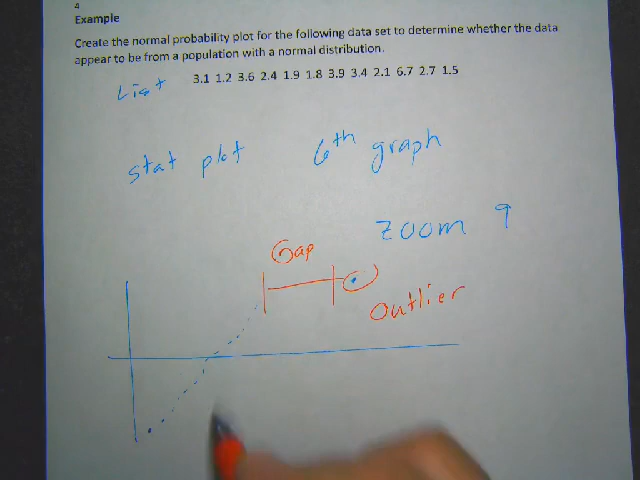 4
Example
Create the normal probability plot for the following data set to determine whether the data
appear to be from a population with a normal distribution.
List 3.1 1.2 3.6 2.4 1.9 1.8 3.9 3.4 2.1 6.7 2.7 1.5
stat plot 6th graph
zoom 9
Gap
Outlier